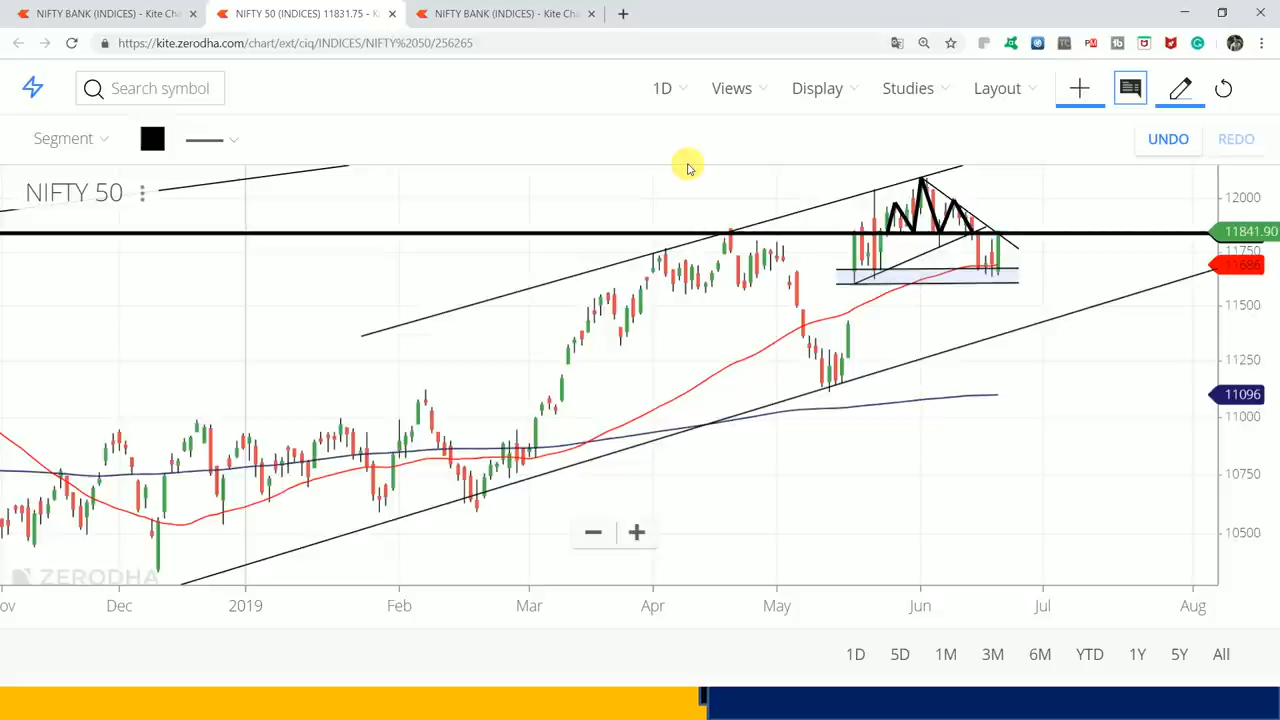 NIFTY BANK (INDICES) - Kite Cha
NIFTY 50 (INDICES) 11831.75 - K
NIFTY BANK (INDICES) - Kite Cha
https://kite.zerodha.com/chart/ext/ciq/INDICES/NIFTY%2050/256265
Search symbol
1D
Views
Display
Studies
Layout
Segment
UNDO
REDO
NIFTY 50
12000
11841.90
11750
11686
11500
11250
11096
11000
10750
10500
ZERODHA
ov
Dec
2019
Feb
Mar
Apr
May
Jun
Jul
Aug
1D 5D 1M 3M 6M YTD 1Y 5Y All